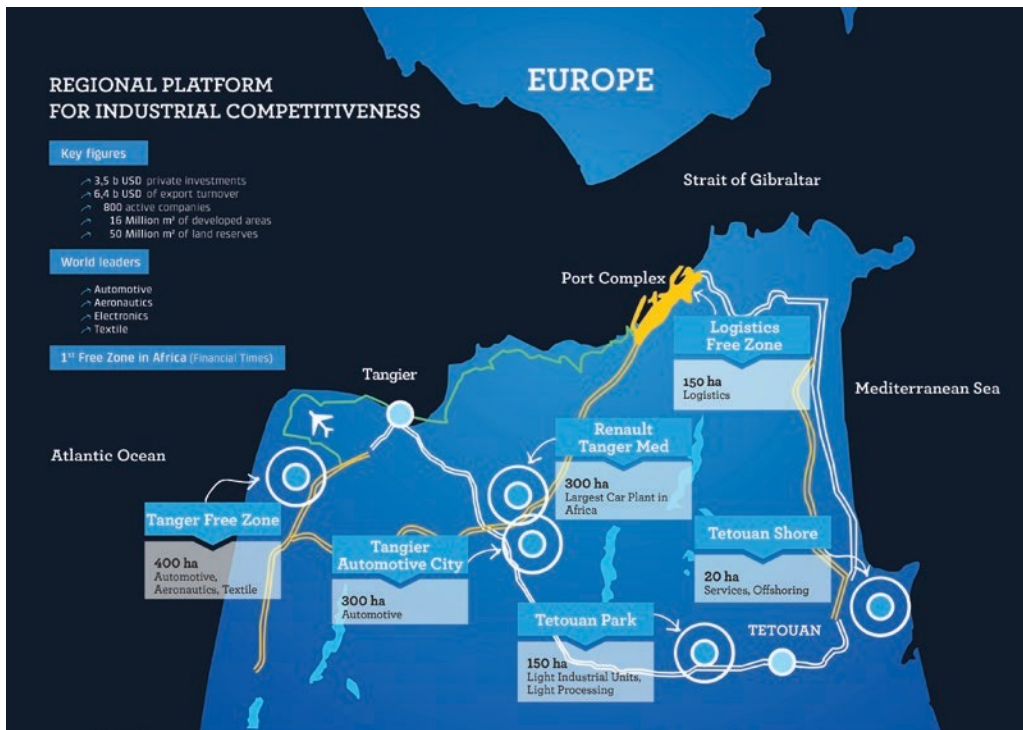 REGIONAL PLATFORM
FOR INDUSTRIAL COMPETITIVENESS
Key figures
3,5 b USD private investments
6,4 b USD of export turnover
800 active companies
16 Million m² of developed areas
50 Million m² of land reserves
World leaders
Automotive
Aeronautics
Electronics
Textile
1st Free Zone in Africa (Financial Times)
EUROPE
Strait of Gibraltar
Port Complex
Logistics
Free Zone
150 ha
Logistics
Mediterranean Sea
Tangier
Atlantic Ocean
Renault
Tanger Med
300 ha
Largest Car Plant in
Africa
Tanger Free Zone
400 ha
Automotive,
Aeronautics, Textile
Tangier
Automotive City
300 ha
Automotive
Tetouan Shore
20 ha
Services, Offshoring
Tetouan Park
150 ha
Light Industrial Units,
Light Processing
TETOUAN